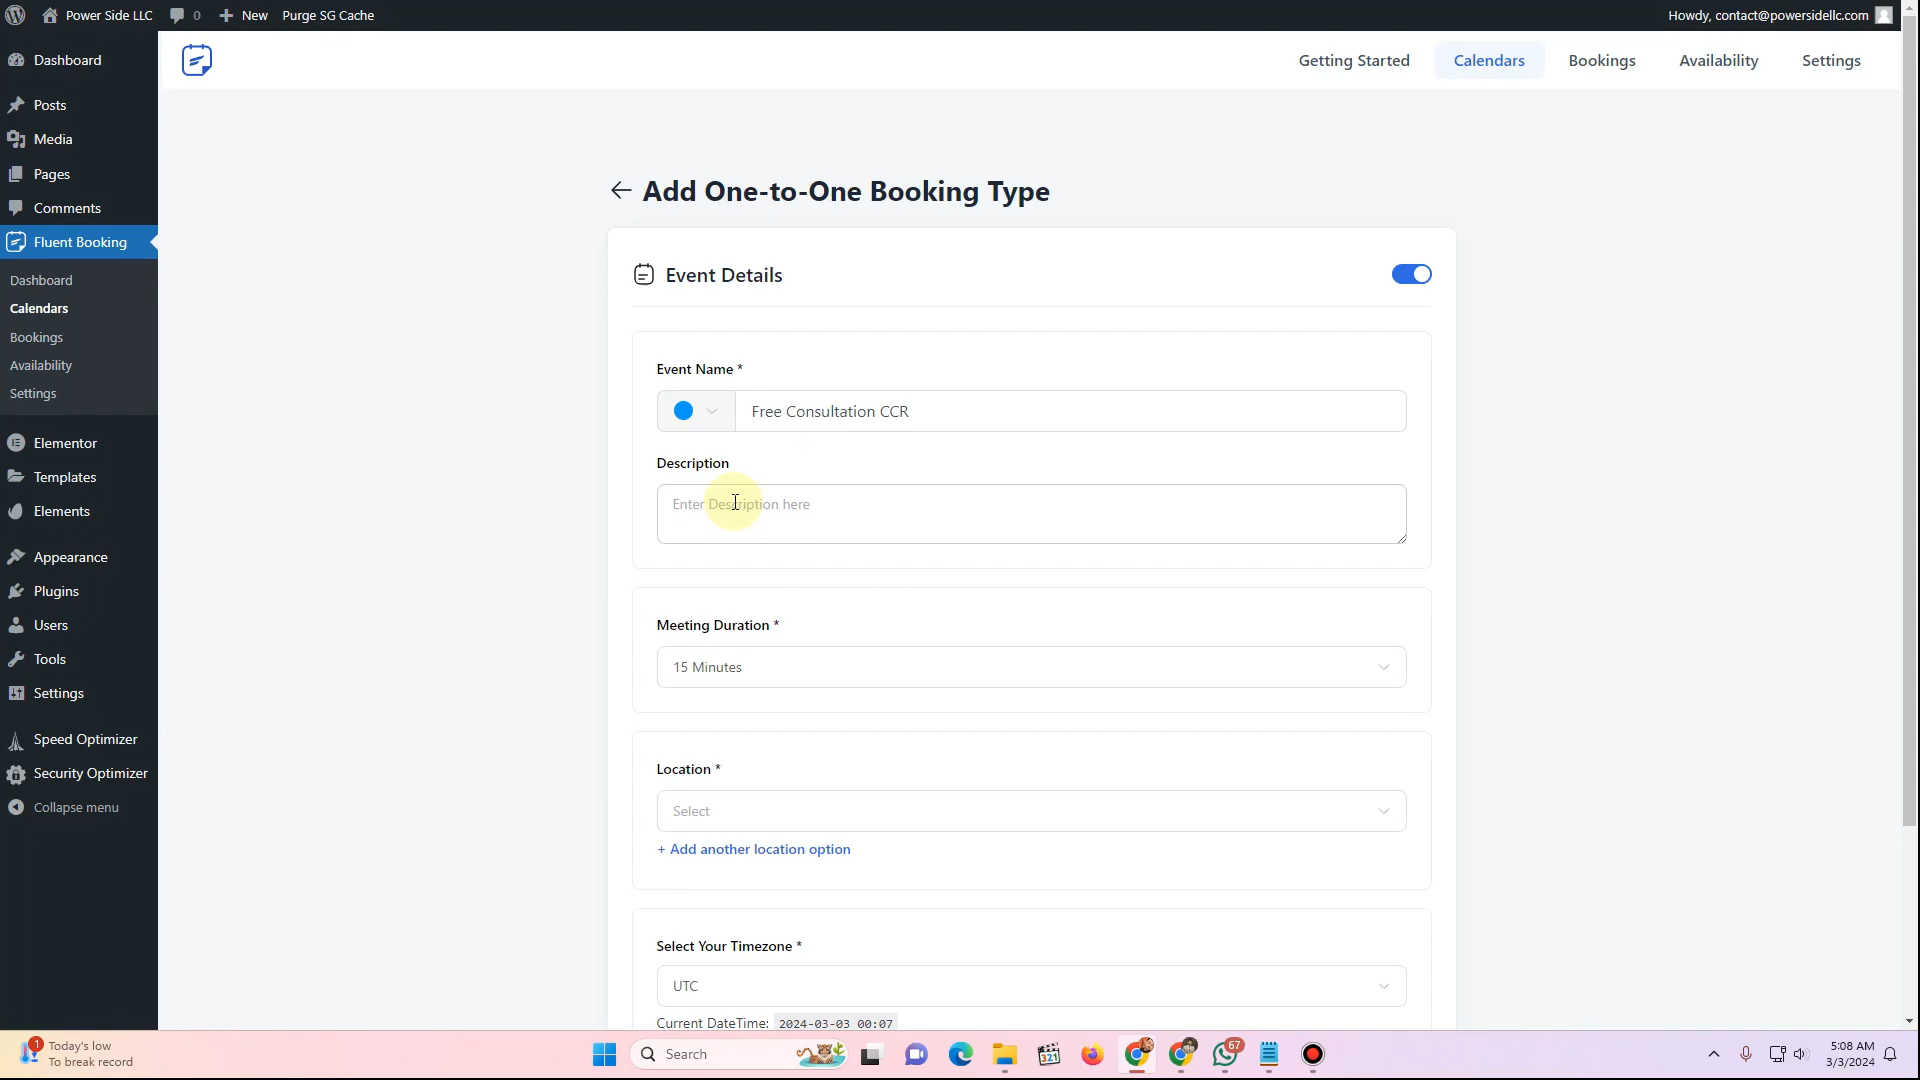 Power Side LLC
0
New
Purge SG Cache
Howdy, contact@powersidellc.com
Dashboard
Posts
Media
Pages
Comments
Fluent Booking
Dashboard
Calendars
Bookings
Availability
Settings
Elementor
Templates
Elements
Appearance
Plugins
Users
Tools
Settings
Speed Optimizer
Security Optimizer
Collapse menu
Getting Started
Calendars
Bookings
Availability
Settings
Add One-to-One Booking Type
Event Details
Event Name *
Free Consultation CCR
Description
Enter Description here
Meeting Duration *
15 Minutes
Location *
Select
+ Add another location option
Select Your Timezone *
UTC
Current DateTime: 2024-03-03 00:07
1
Today's low
To break record
Search
321
67
5:08 AM
3/3/2024